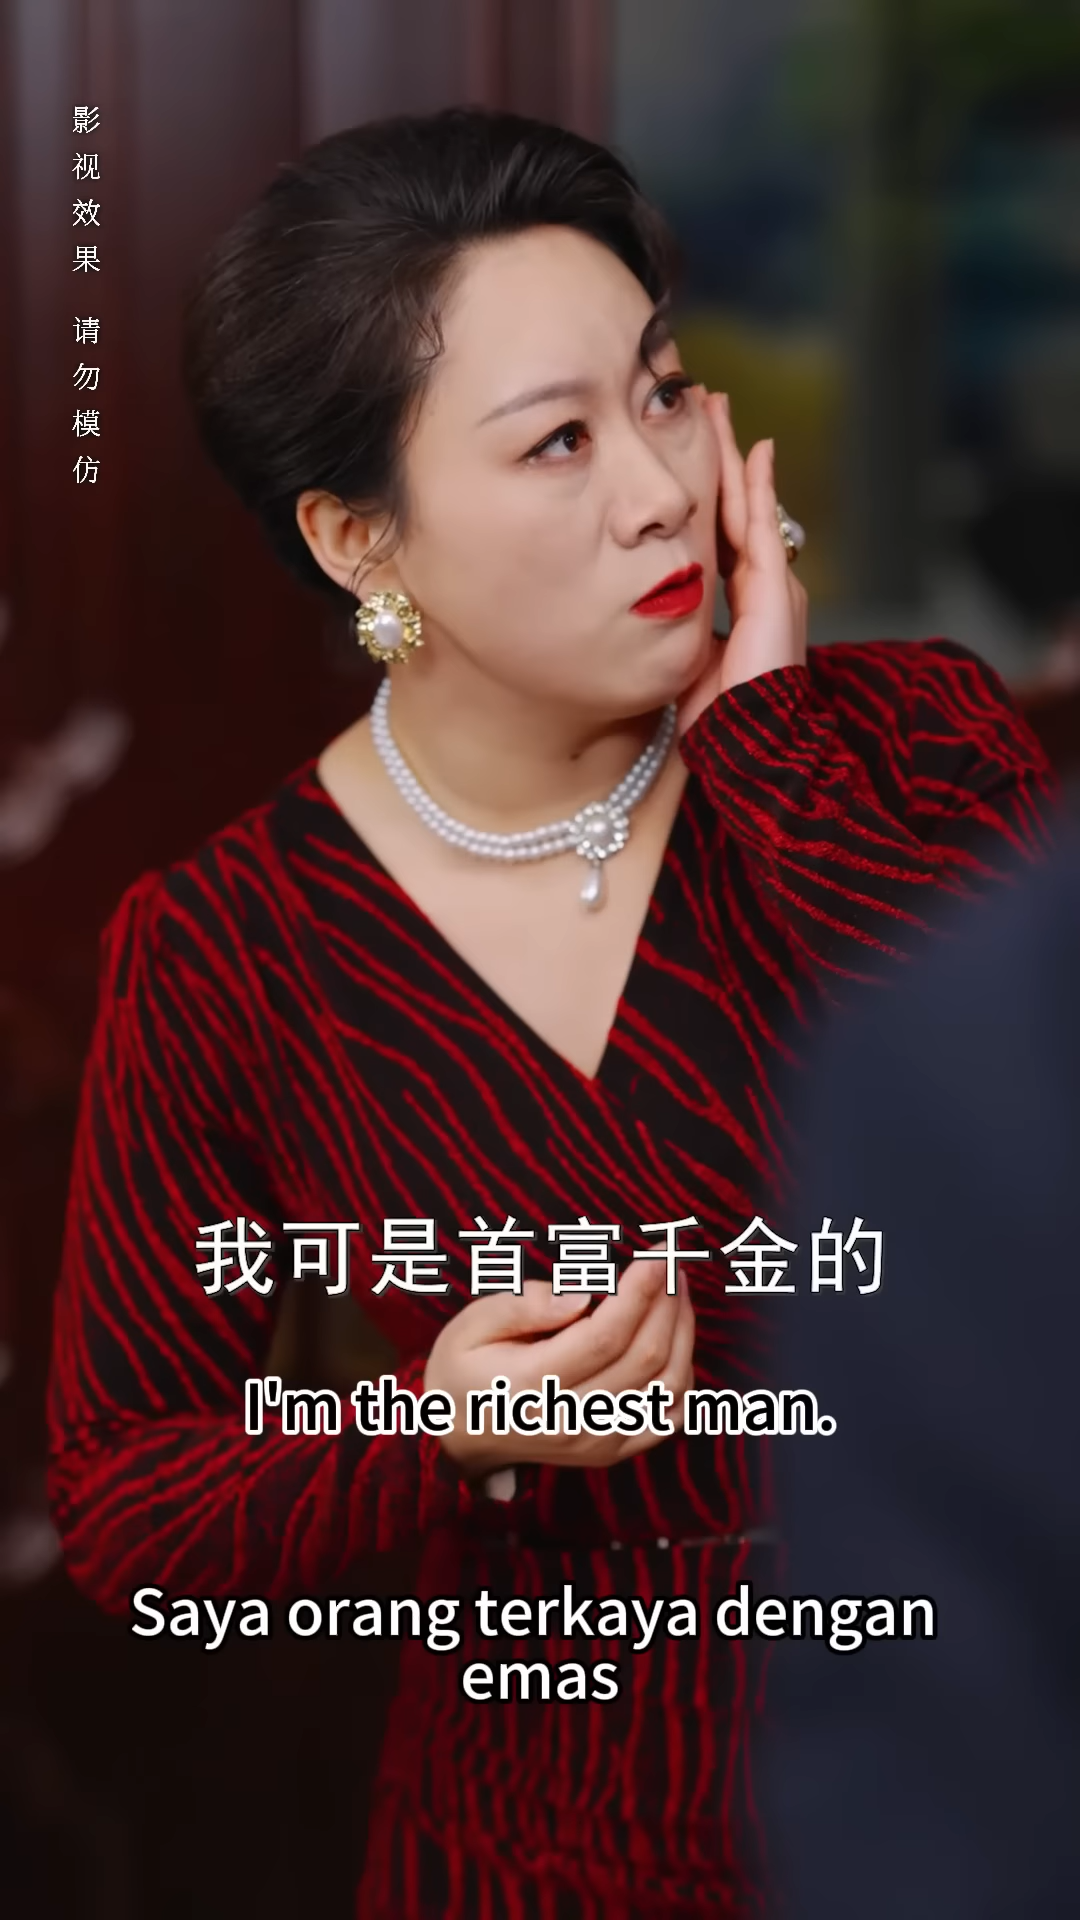 影视效果 请勿模仿
我可是首富千金的
I'm the richest man.
Saya orang terkaya dengan
emas